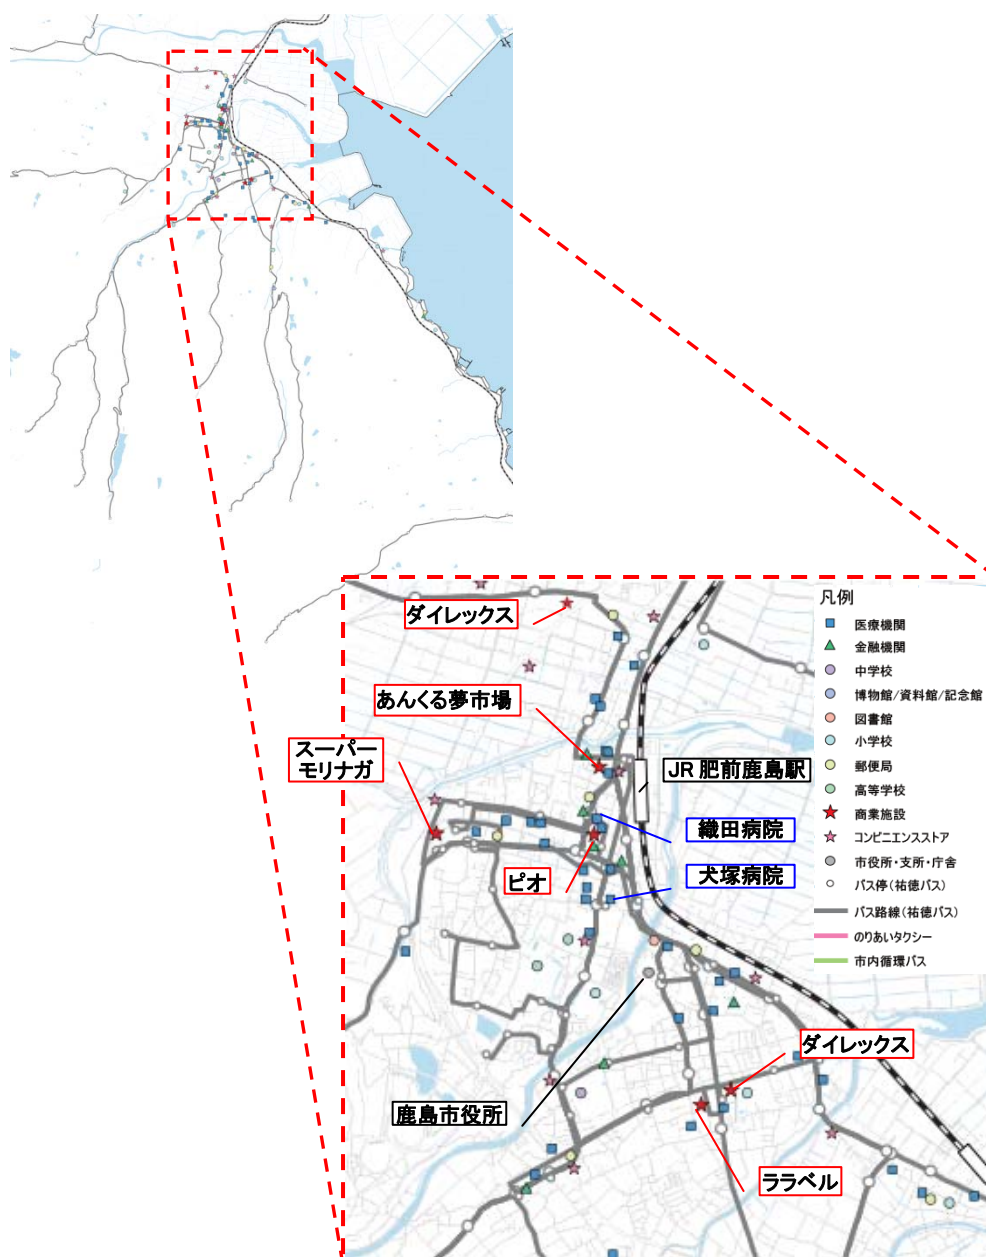 ダイレックス
あんくる夢市場
スーパー
モリナガ
JR 肥前鹿島駅
織田病院
犬塚病院
ピオ
ダイレックス
鹿島市役所
ララベル
凡例
医療機関
金融機関
中学校
博物館/資料館/記念館
図書館
小学校
郵便局
高等学校
商業施設
コンビニエンスストア
市役所・支所・庁舎
バス停(祐徳バス)
バス路線(祐徳バス)
のりあいタクシー
市内循環バス